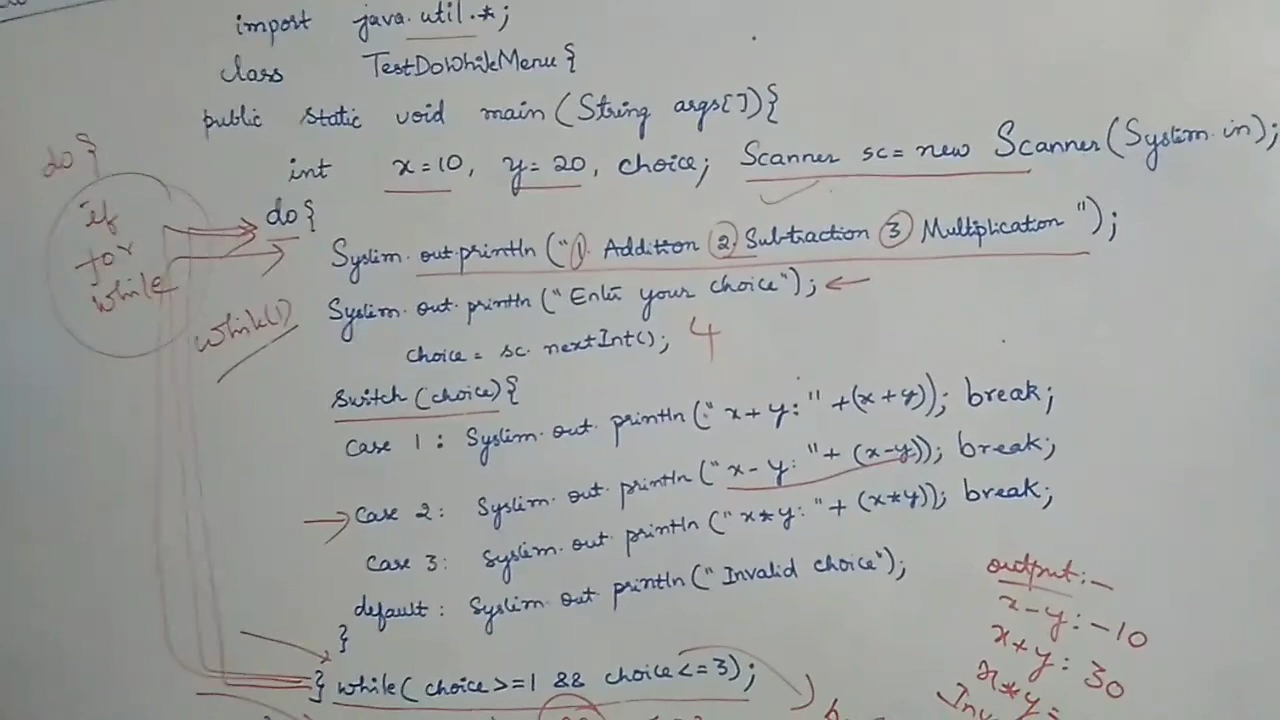 import java.util.*;
class TestDoWhileMenu{
public static void main(String args[]){
int x=10, y=20, choice; Scanner sc= new Scanner(System.in);
do {
if
for
while
while(1)
do{
System.out.println("1. Addition 2. Subtraction 3 Multiplication ");
System.out.println("Enter your choice");
choice = sc.nextInt(); 4
switch(choice){
case 1: System.out.println("x+y:"+(x+y)); break;
case 2: System.out.println("x-y:"+(x-y)); break;
case 3: System.out.println("x*y:"+(x*y)); break;
default: System.out println("Invalid choice");
}
} while(choice>=1 && choice<=3);
output:-
x-y:-10
x+y: 30
x*y=